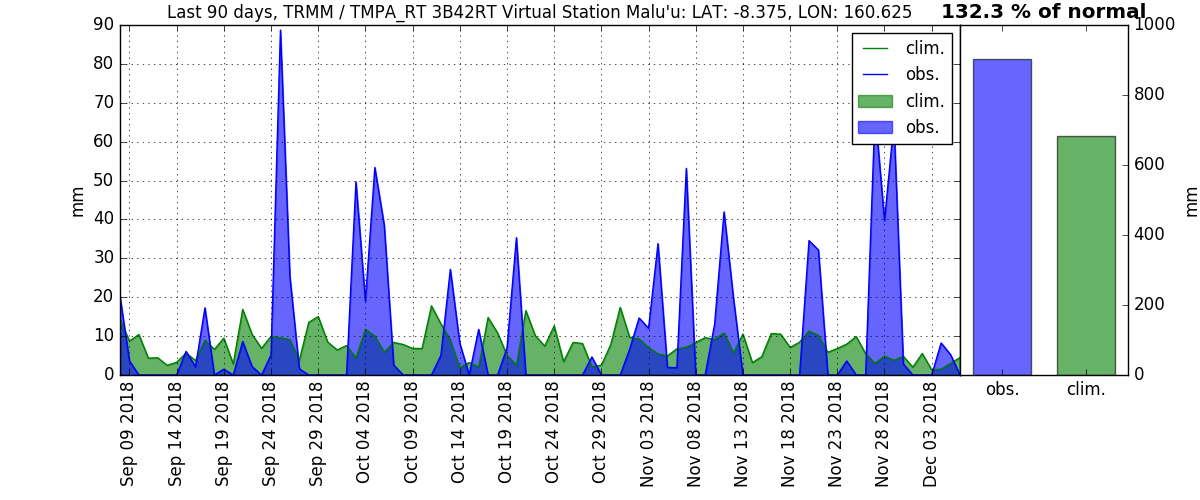 Last 90 days, TRMM / TMPA_RT 3B42RT Virtual Station Malu'u: LAT: -8.375, LON: 160.625
132.3 % of normal
90
80
70
60
50
40
30
20
10
0
mm
clim.
obs.
clim.
obs.
Sep 09 2018
Sep 14 2018
Sep 19 2018
Sep 24 2018
Sep 29 2018
Oct 04 2018
Oct 09 2018
Oct 14 2018
Oct 19 2018
Oct 24 2018
Oct 29 2018
Nov 03 2018
Nov 08 2018
Nov 13 2018
Nov 18 2018
Nov 23 2018
Nov 28 2018
Dec 03 2018
1000
800
600
400
200
0
mm
obs.
clim.